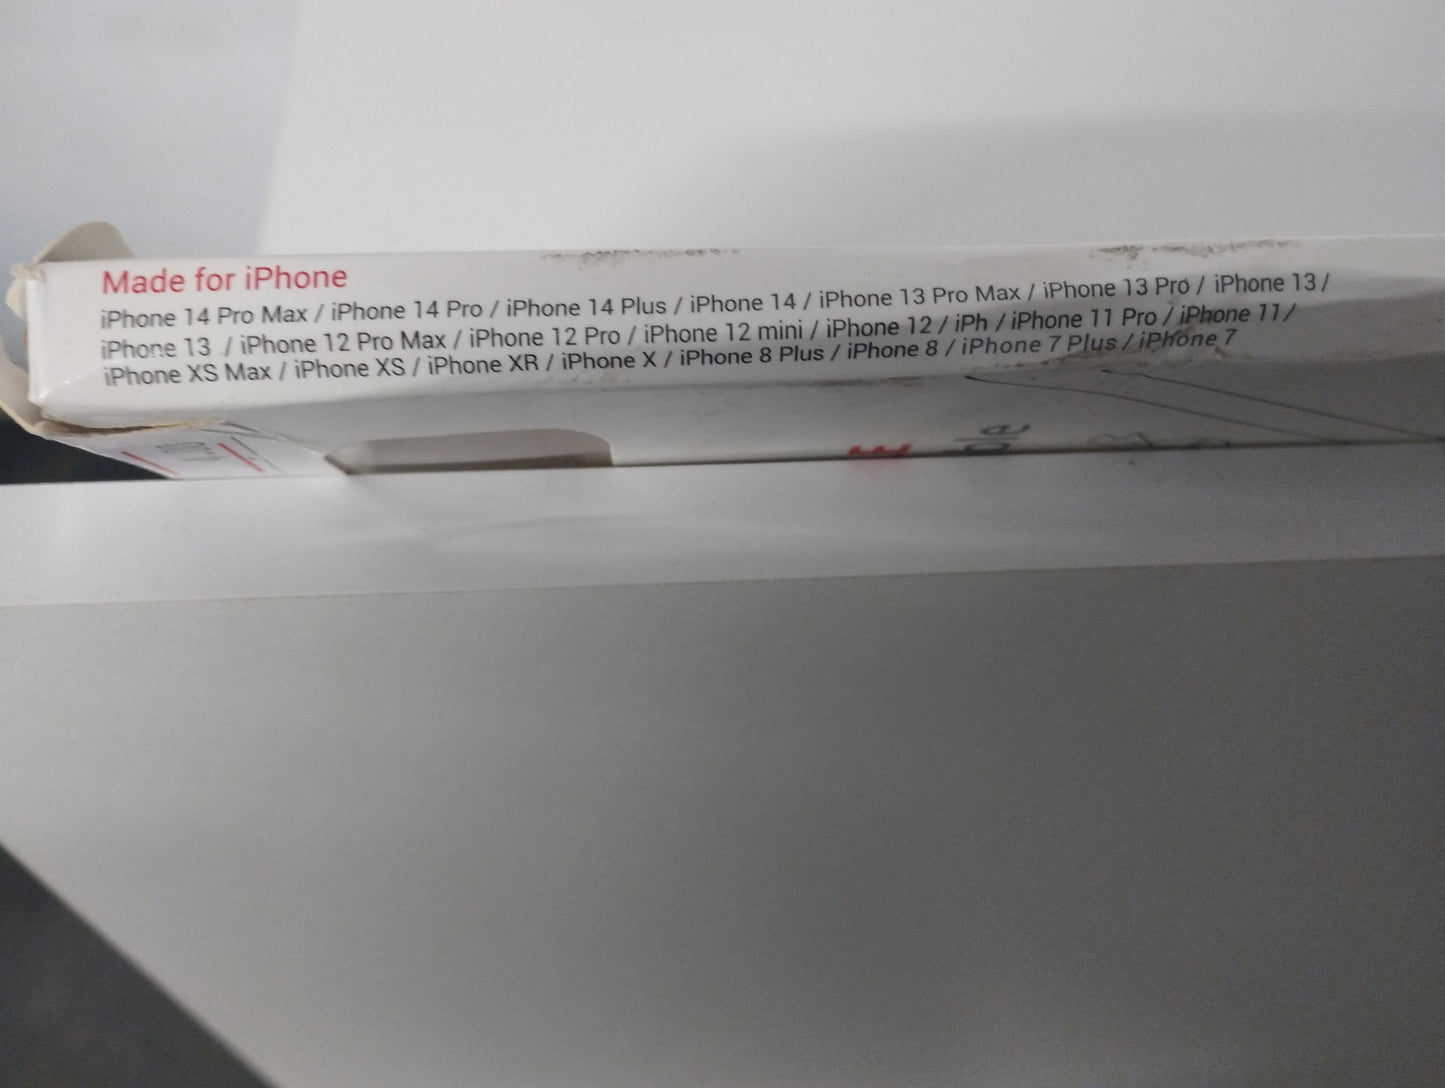 Made for iPhone
iPhone 14 Pro Max / iPhone 14 Pro / iPhone 14 Plus / iPhone 14 / iPhone 13 Pro Max / iPhone 13 Pro / iPhone 13 /
iPhone 13 / iPhone 12 Pro Max / iPhone 12 Pro / iPhone 12 mini / iPhone 12 / iPh / iPhone 11 Pro / iPhone 11 /
iPhone XS Max / iPhone XS / iPhone XR / iPhone X / iPhone 8 Plus / iPhone 8 / iPhone 7 Plus / iPhone 7